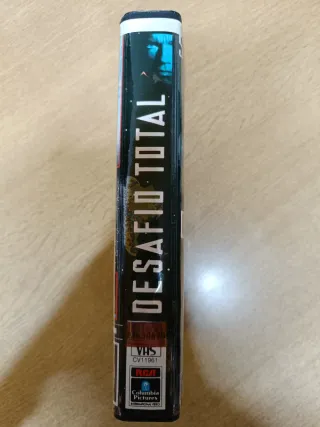 DESAFIO TOTAL
VHS
CV11961
RCA
Columbia
Pictures